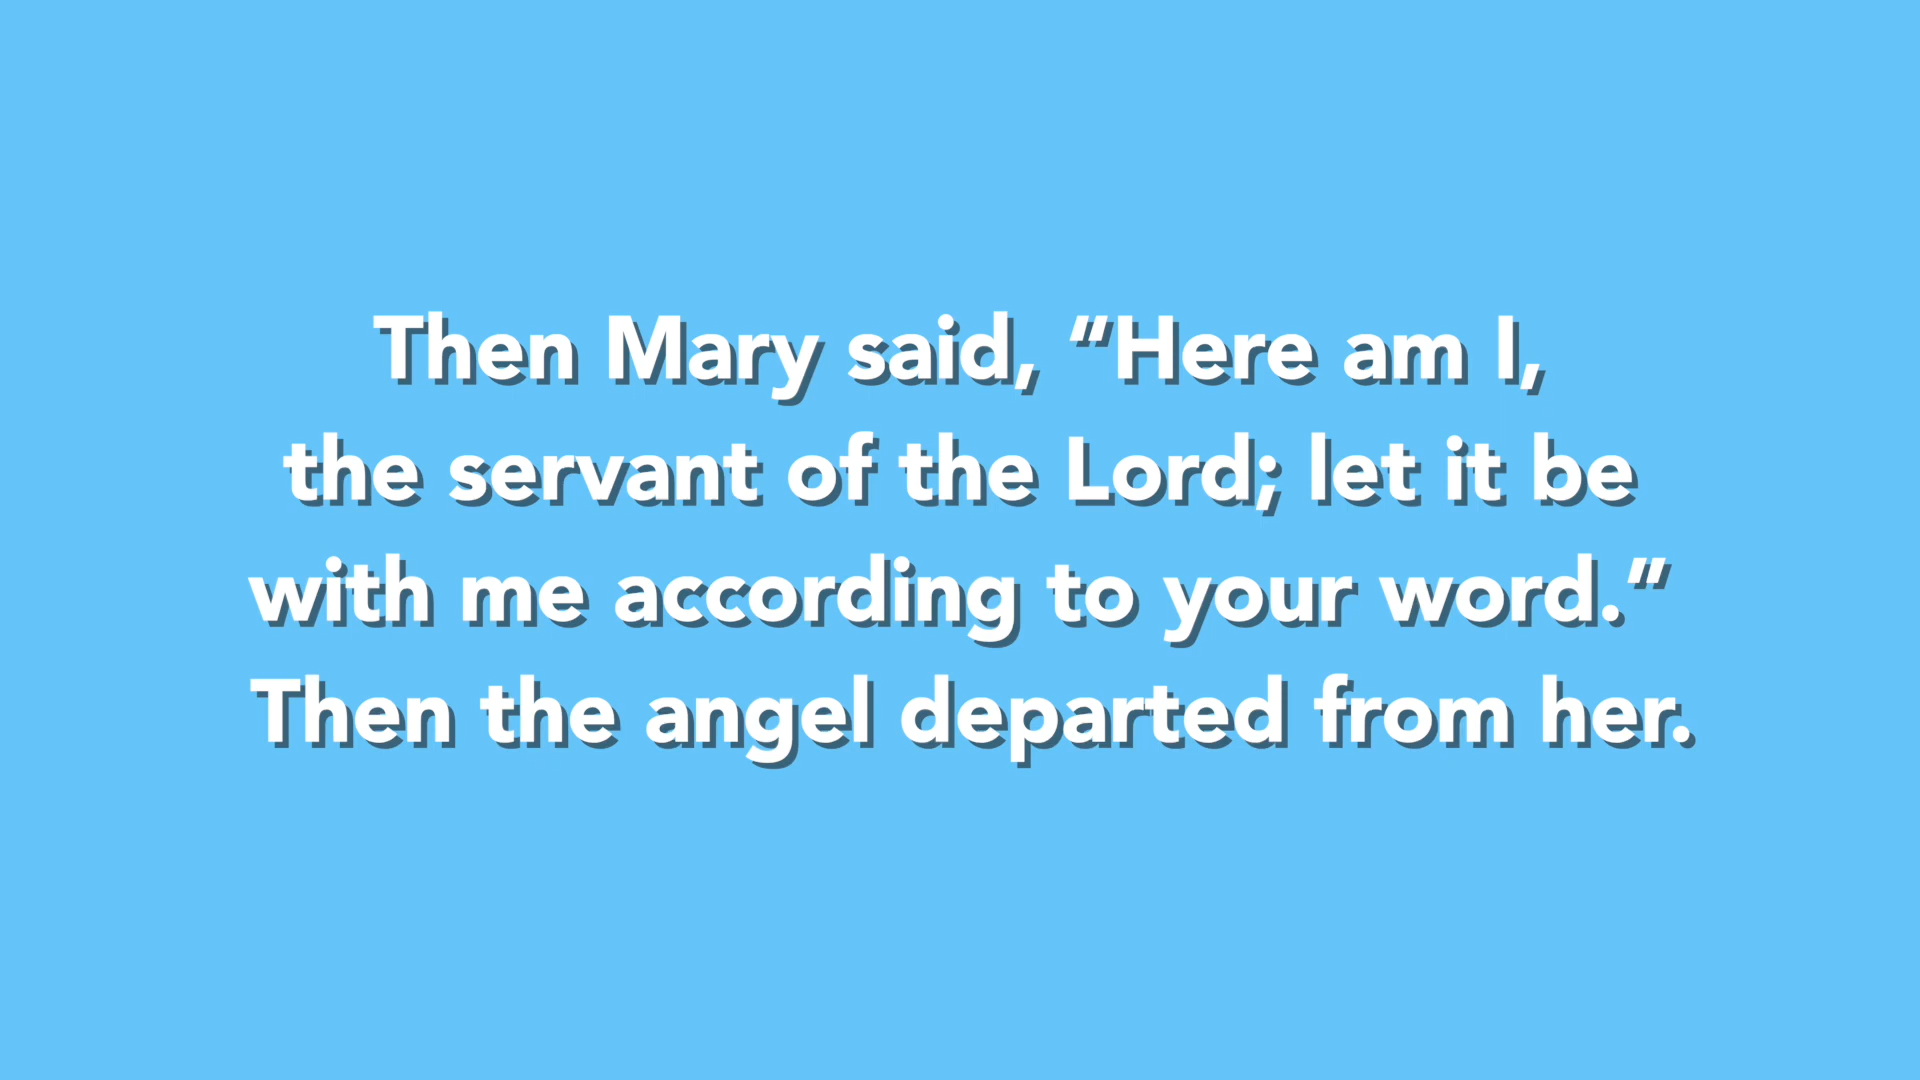 Then Mary said, “Here am I,
the servant of the Lord; let it be
with me according to your word.”
Then the angel departed from her.